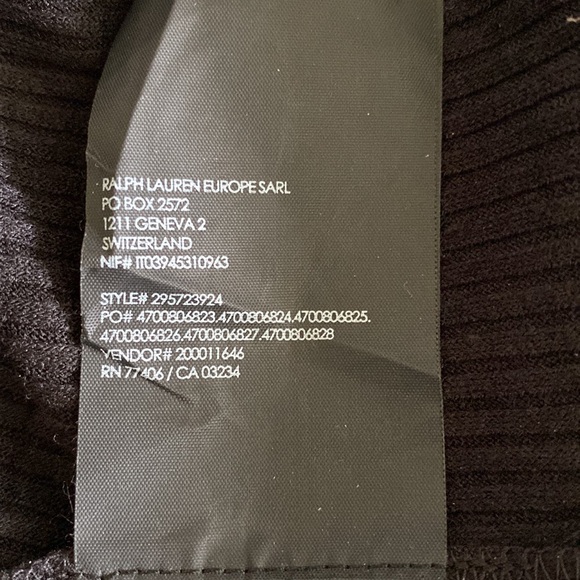 RALPH LAUREN EUROPE SARL
PO BOX 2572
1211 GENEVA 2
SWITZERLAND
NIF# IT03945310963
STYLE# 295723924
PO# 4700806823.4700806824.4700806825.
4700806826.4700806827.4700806828
VENDOR# 200011646
RN 77406 / CA 03234